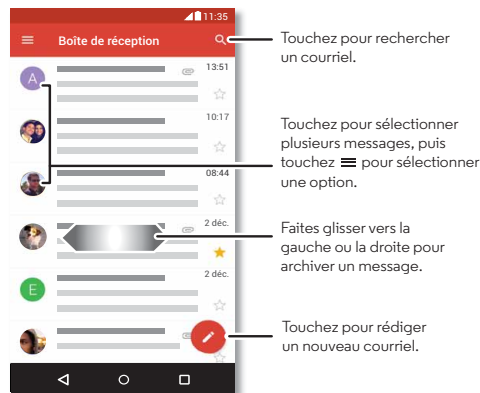 11:35
Boîte de réception
A
13:51
10:17
08:44
2 déc.
E
2 déc.
Touchez pour rechercher
un courriel.
Touchez pour sélectionner
plusieurs messages, puis
touchez ≡ pour sélectionner
une option.
Faites glisser vers la
gauche ou la droite pour
archiver un message.
Touchez pour rédiger
un nouveau courriel.